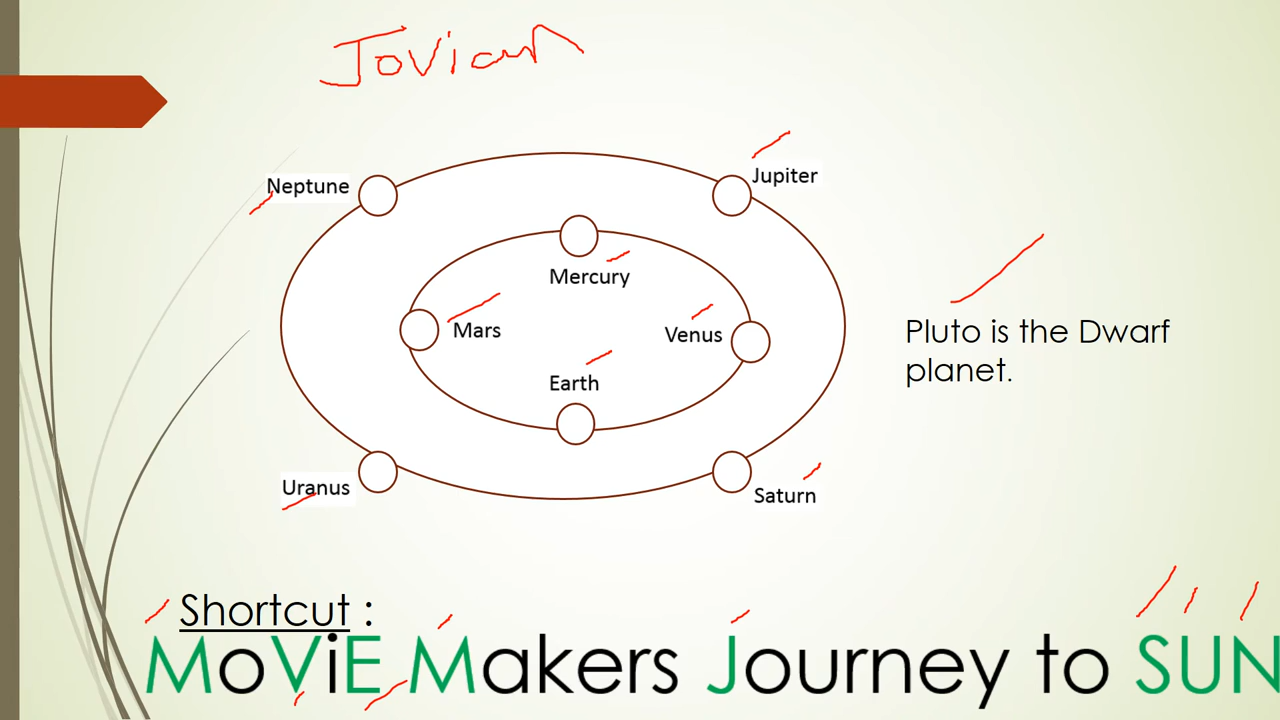 Jovian
Neptune
Jupiter
Mercury
Mars
Venus
Earth
Pluto is the Dwarf
planet.
Uranus
Saturn
Shortcut :
MoViE Makers Journey to SUN